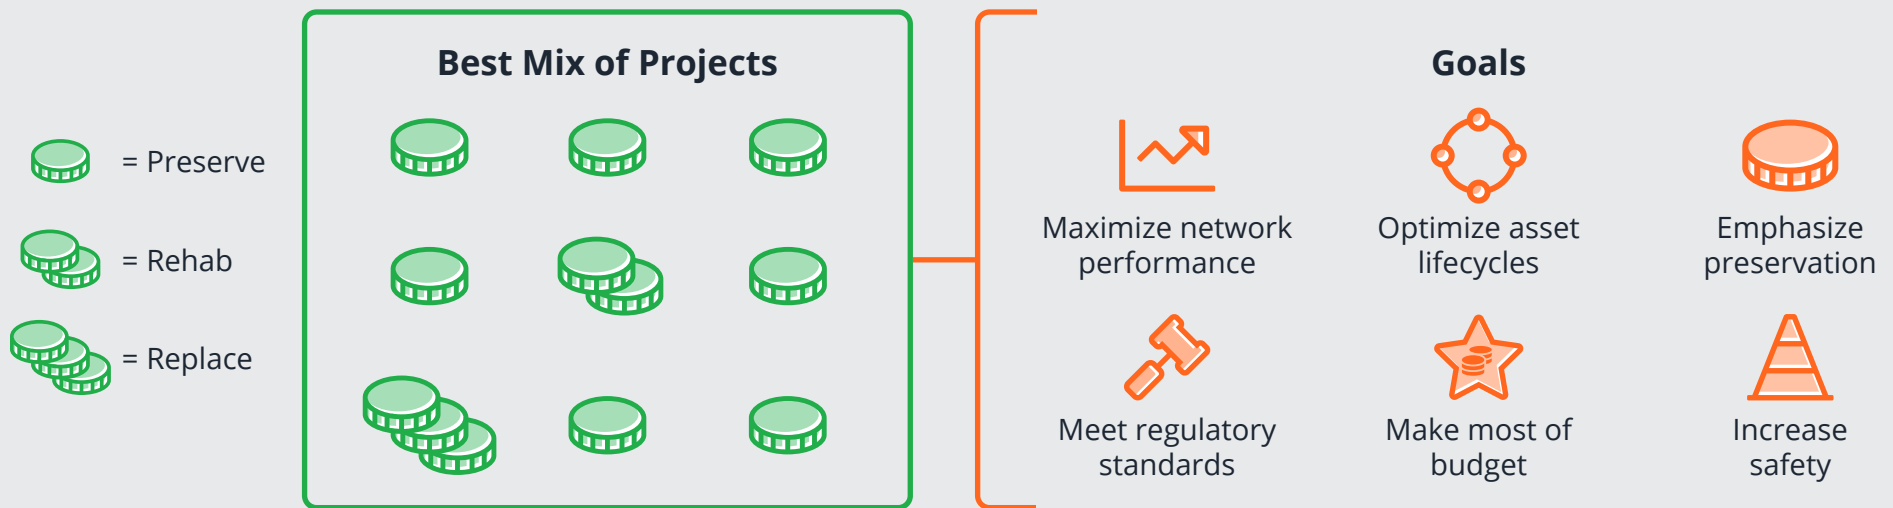 = Preserve
= Rehab
= Replace
Best Mix of Projects
Goals
Maximize network
performance
Optimize asset
lifecycles
Emphasize
preservation
Meet regulatory
standards
Make most of
budget
Increase
safety